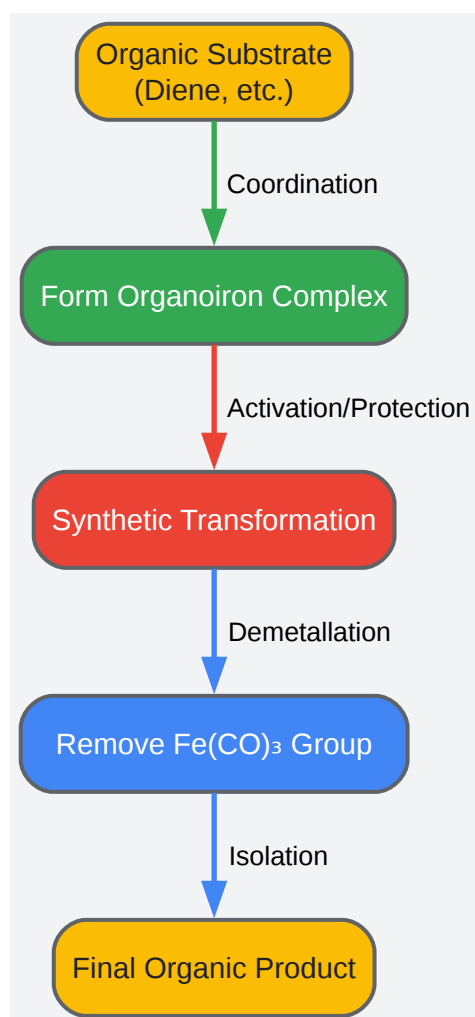 Organic Substrate
(Diene, etc.)
Coordination
Form Organoiron Complex
Activation/Protection
Synthetic Transformation
Demetallation
Remove Fe(CO)₃ Group
Isolation
Final Organic Product